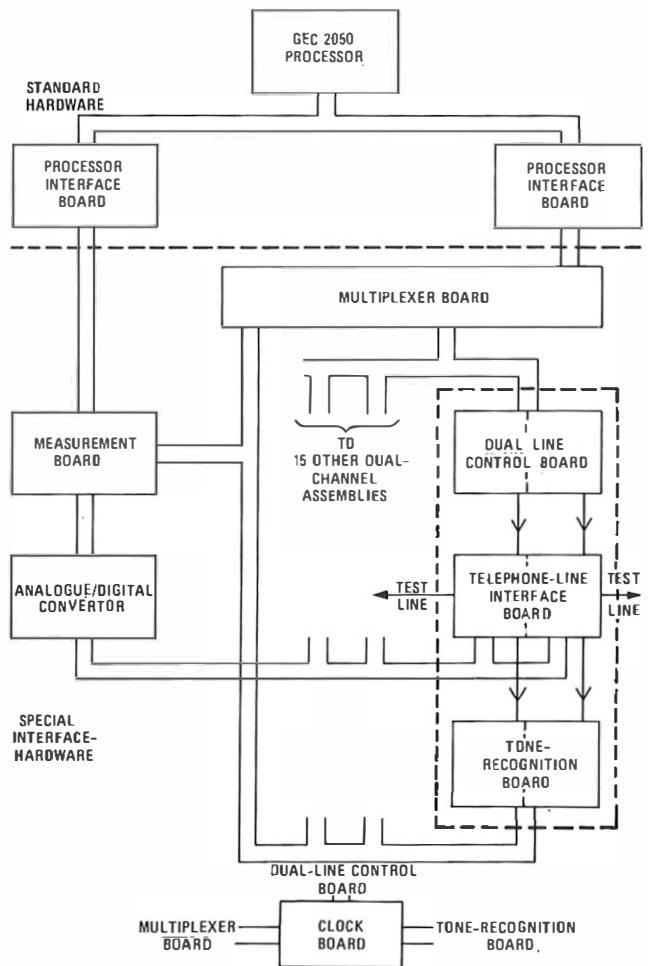 GEC 2050
PROCESSOR
STANDARD
HARDWARE
PROCESSOR
INTERFACE
BOARD
PROCESSOR
INTERFACE
BOARD
MULTIPLEXER BOARD
MEASUREMENT
BOARD
TO
15 OTHER DUAL-
CHANNEL
ASSEMBLIES
DUAL LINE
CONTROL BOARD
ANALOGUE/DIGITAL
CONVERTOR
TEST
LINE
TELEPHONE-LINE
INTERFACE
BOARD
TEST
LINE
SPECIAL
INTERFACE-
HARDWARE
TONE-
RECOGNITION
BOARD
DUAL-LINE CONTROL
BOARD
MULTIPLEXER
BOARD
CLOCK
BOARD
TONE-RECOGNITION
BOARD